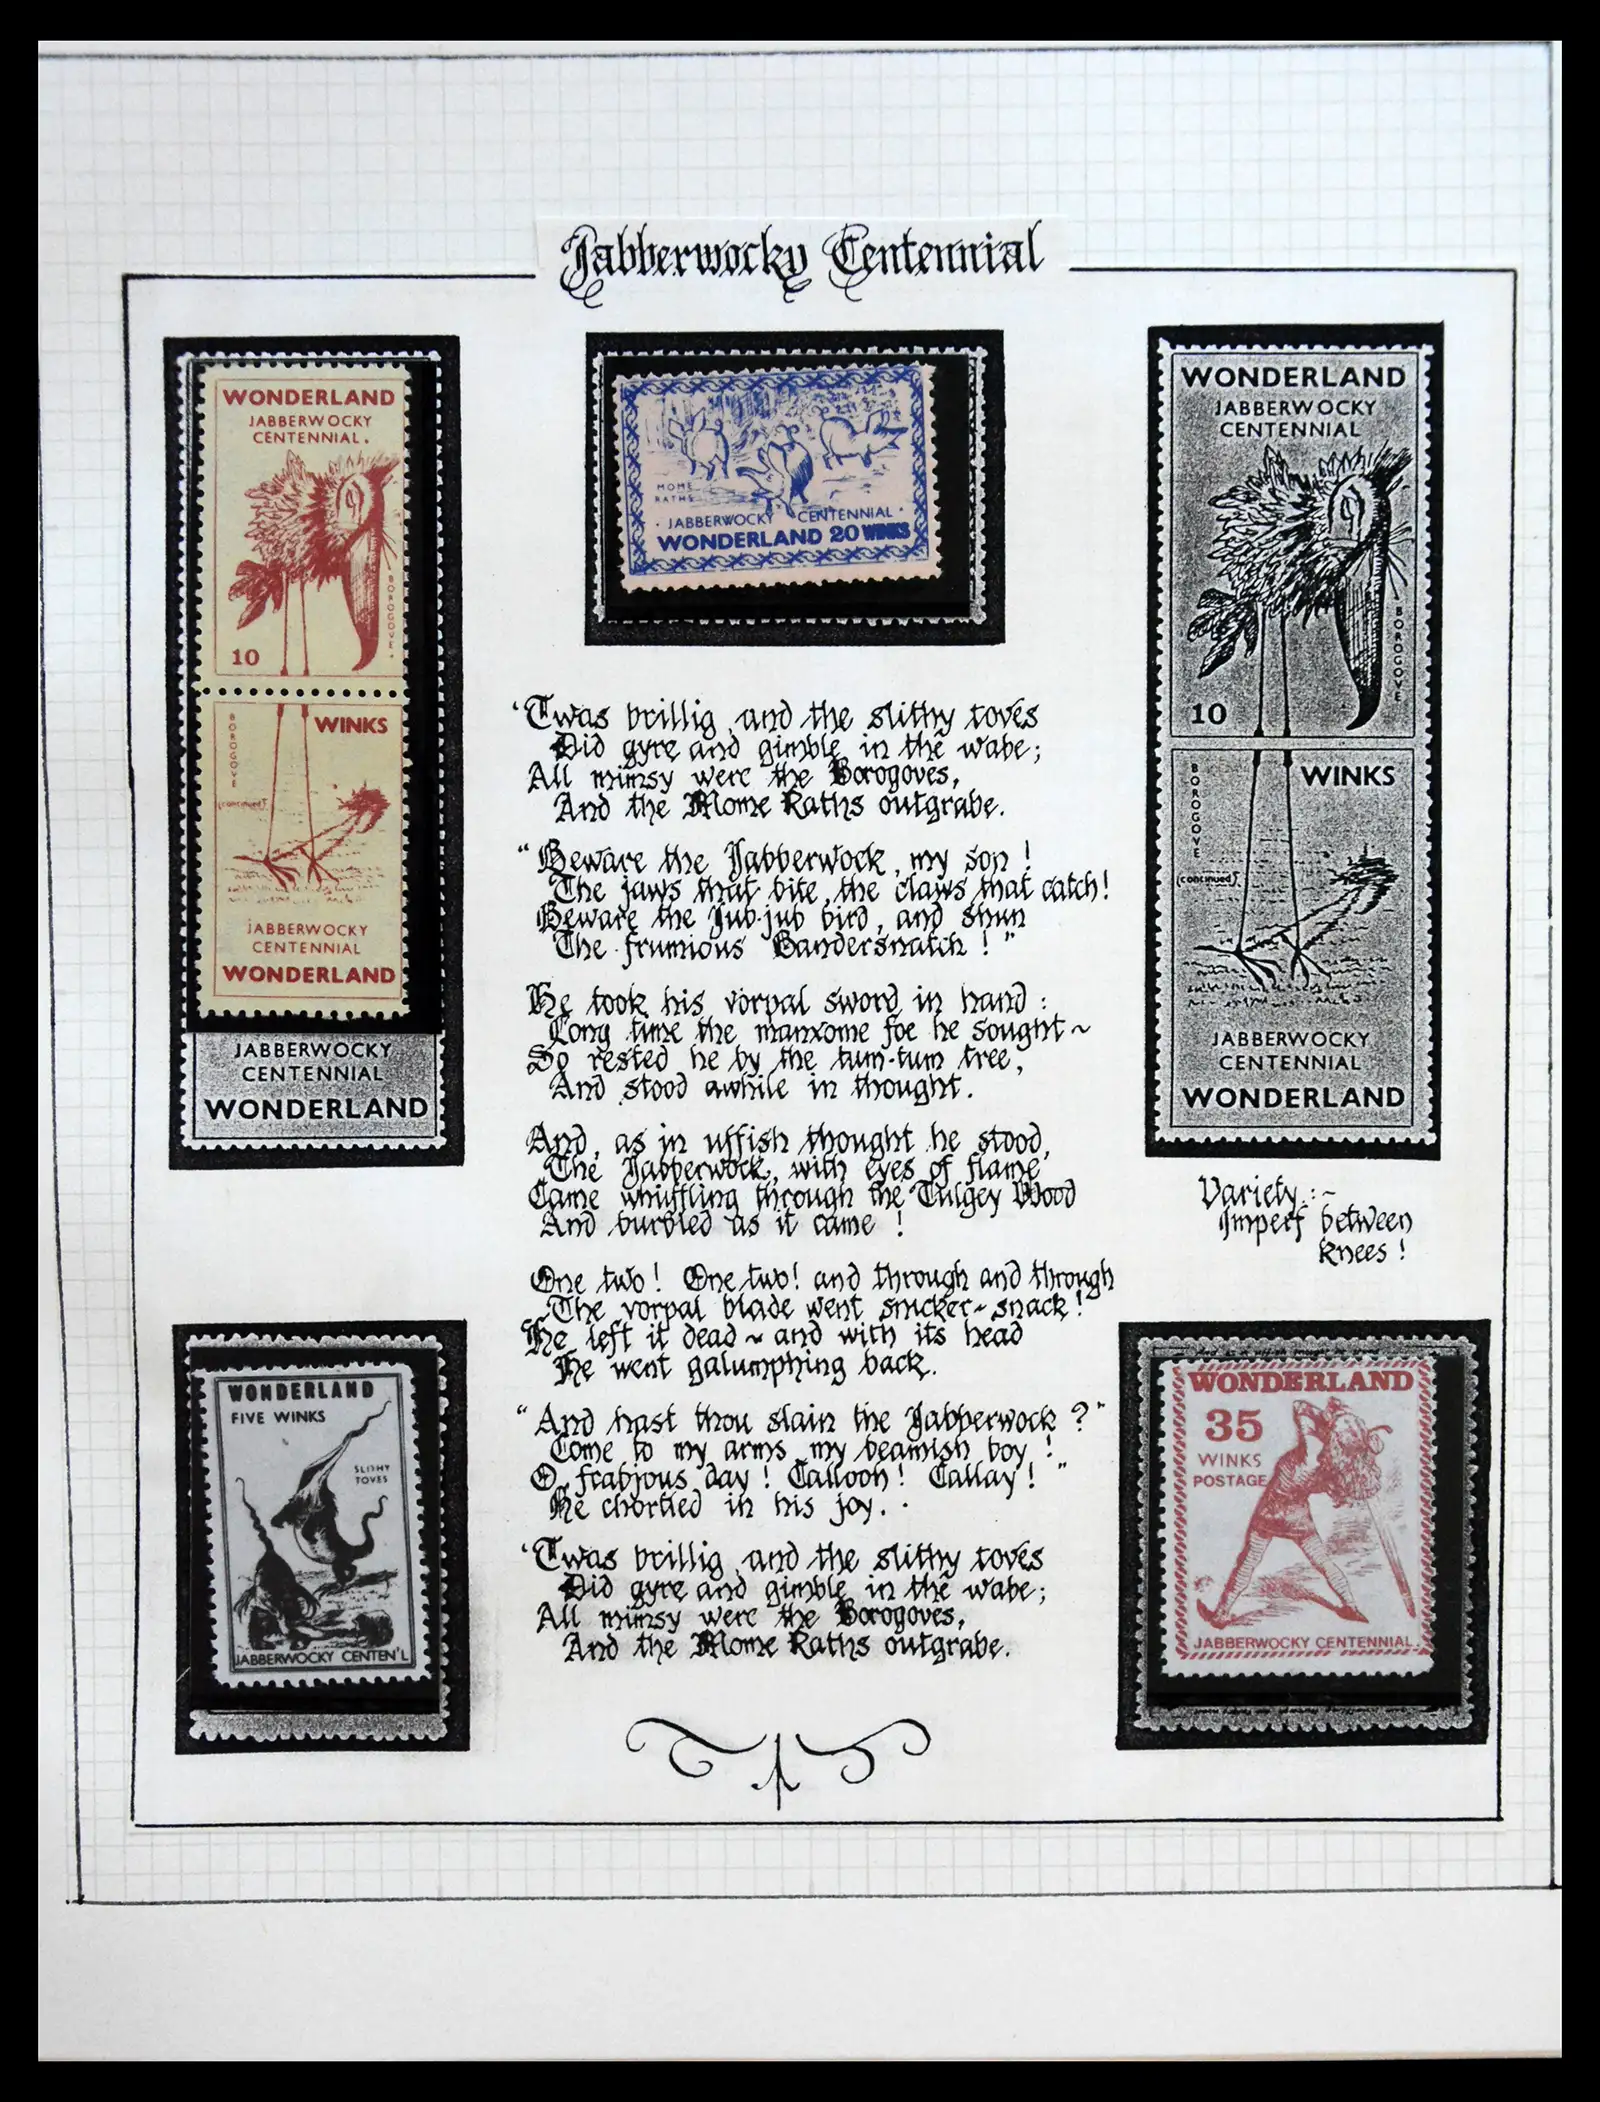 Jabberwocky Centennial
WONDERLAND
JABBERWOCKY
CENTENNIAL.
BOROGOVE.
10
BOROGOVE
WINKS
(continued)
JABBERWOCKY
CENTENNIAL
WONDERLAND
JABBERWOCKY
CENTENNIAL
WONDERLAND
MOME
RATHS
· JABBERWOCKY CENTENNIAL ·
WONDERLAND 20 WINKS
WONDERLAND
JABBERWOCKY
CENTENNIAL
BOROGOVE
10
BOROGOVE
WINKS
(continued)
JABBERWOCKY
CENTENNIAL
WONDERLAND
Variety :~
Imperf between
knees !
'Twas brillig, and the slithy toves
Did gyre and gimble in the wabe;
All mimsy were the Borogoves,
And the Mome Raths outgrabe.
"Beware the Jabberwock, my son !
The jaws that bite, the claws that catch!
Beware the Jub-jub bird, and shun
The frumious Bandersnatch ! "
He took his vorpal sword in hand :
Long time the manxome foe he sought ~
So rested he by the tum-tum tree,
And stood awhile in thought.
And, as in uffish thought he stood,
The Jabberwock, with eyes of flame,
Came whiffling through the Tulgey Wood
And burbled as it came !
One two! One two! and through and through
The vorpal blade went snicker~snack!
He left it dead ~ and with its head
He went galumphing back.
"And hast thou slain the Jabberwock ? "
Come to my arms my beamish boy !
O frabjous day ! Callooh ! Callay ! "
He chortled in his joy.
'Twas brillig, and the slithy toves
Did gyre and gimble in the wabe;
All mimsy were the Borogoves,
And the Mome Raths outgrabe.
WONDERLAND
FIVE WINKS
SLITHY
TOVES
JABBERWOCKY CENTEN'L
And as in uffish thought he stood
WONDERLAND
35
WINKS
POSTAGE
JABBERWOCKY CENTENNIAL.